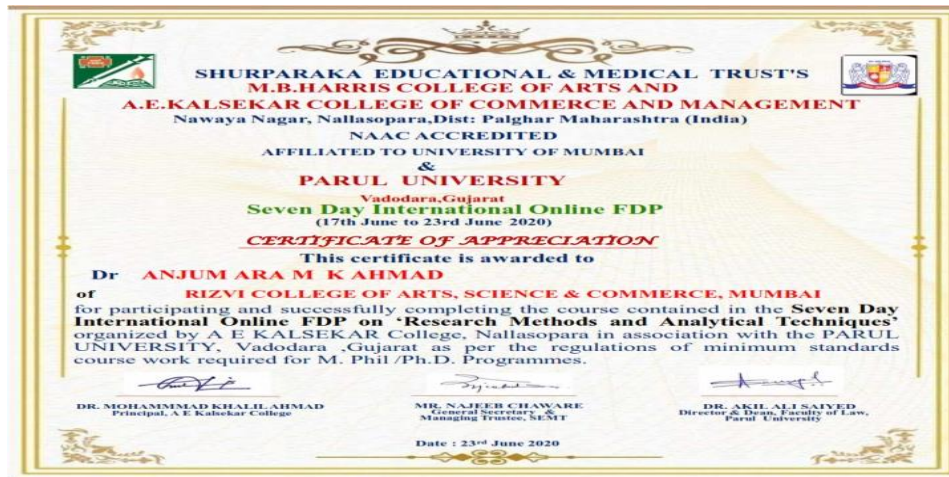 SHURPARAKA EDUCATIONAL & MEDICAL TRUST'S
M.B.HARRIS COLLEGE OF ARTS AND
A.E.KALSEKAR COLLEGE OF COMMERCE AND MANAGEMENT
Nawaya Nagar, Nallasopara,Dist: Palghar Maharashtra (India)
NAAC ACCREDITED
AFFILIATED TO UNIVERSITY OF MUMBAI
&
PARUL UNIVERSITY
Vadodara,Gujarat
Seven Day International Online FDP
(17th June to 23rd June 2020)
CERTIFICATE OF APPRECIATION
This certificate is awarded to
Dr ANJUM ARA M K AHMAD
of RIZVI COLLEGE OF ARTS, SCIENCE & COMMERCE, MUMBAI
for participating and successfully completing the course contained in the Seven Day
International Online FDP on ‘Research Methods and Analytical Techniques’
organized by A E KALSEKAR College, Nallasopara in association with the PARUL
UNIVERSITY, Vadodara ,Gujarat as per the regulations of minimum standards
course work required for M. Phil /Ph.D. Programmes.
DR. MOHAMMMAD KHALIL AHMAD
Principal, A E Kalsekar College
MR. NAJEEB CHAWARE
General Secretary &
Managing Trustee, SEMT
DR. AKIL ALI SAIYED
Director & Dean, Faculty of Law,
Parul University
Date : 23rd June 2020